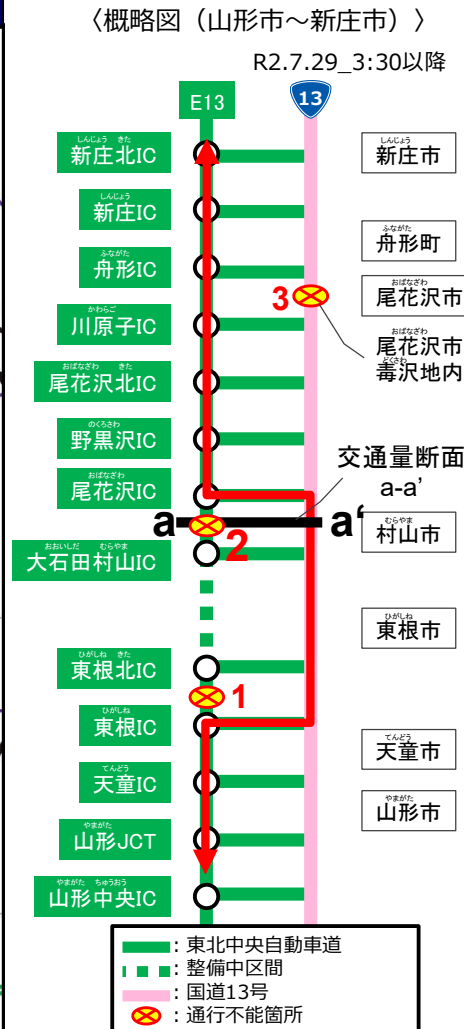 〈概略図（山形市～新庄市）〉
R2.7.29_3:30以降
E13
13
しんじょう きた
新庄北IC
しんじょう
新庄市
しんじょう
新庄IC
ふながた
舟形町
ふながた
舟形IC
おばなざわ
尾花沢市
3
かわらご
川原子IC
尾花沢市
どくさわ
毒沢地内
おばなざわ きた
尾花沢北IC
のくろさわ
野黒沢IC
交通量断面
a-a’
おばなざわ
尾花沢IC
a
a‘
2
むらやま
村山市
おおいしだ むらやま
大石田村山IC
ひがしね
東根市
ひがしね きた
東根北IC
1
ひがしね
東根IC
てんどう
天童市
てんどう
天童IC
やまがた
山形市
やまがた
山形JCT
やまがた ちゅうおう
山形中央IC
：東北中央自動車道
：整備中区間
：国道13号
：通行不能箇所